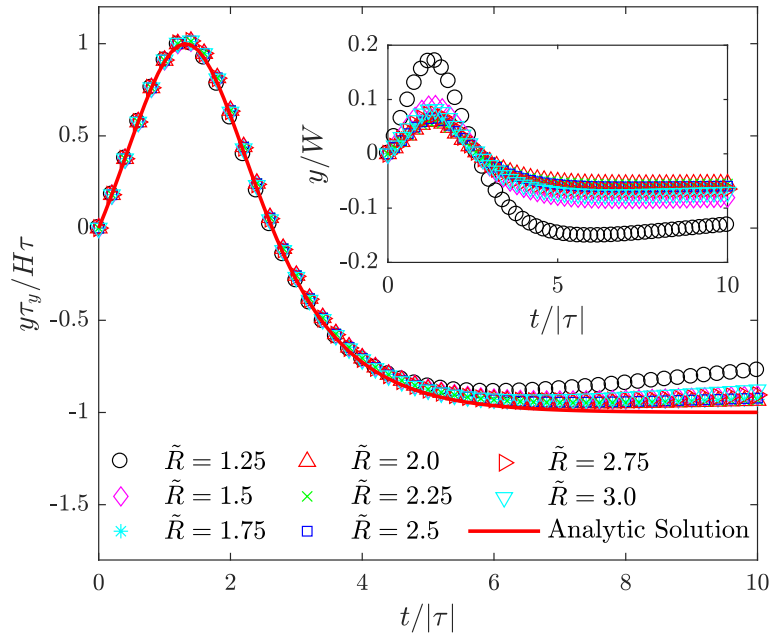 1
0.5
0
-0.5
-1
-1.5
yτ_y/Hτ
0 2 4 6 8 10
t/|τ|
0.2
0.1
0
-0.1
-0.2
y/W
0 5 10
t/|τ|
R̃ = 1.25 R̃ = 2.0 R̃ = 2.75
R̃ = 1.5 R̃ = 2.25 R̃ = 3.0
R̃ = 1.75 R̃ = 2.5 Analytic Solution